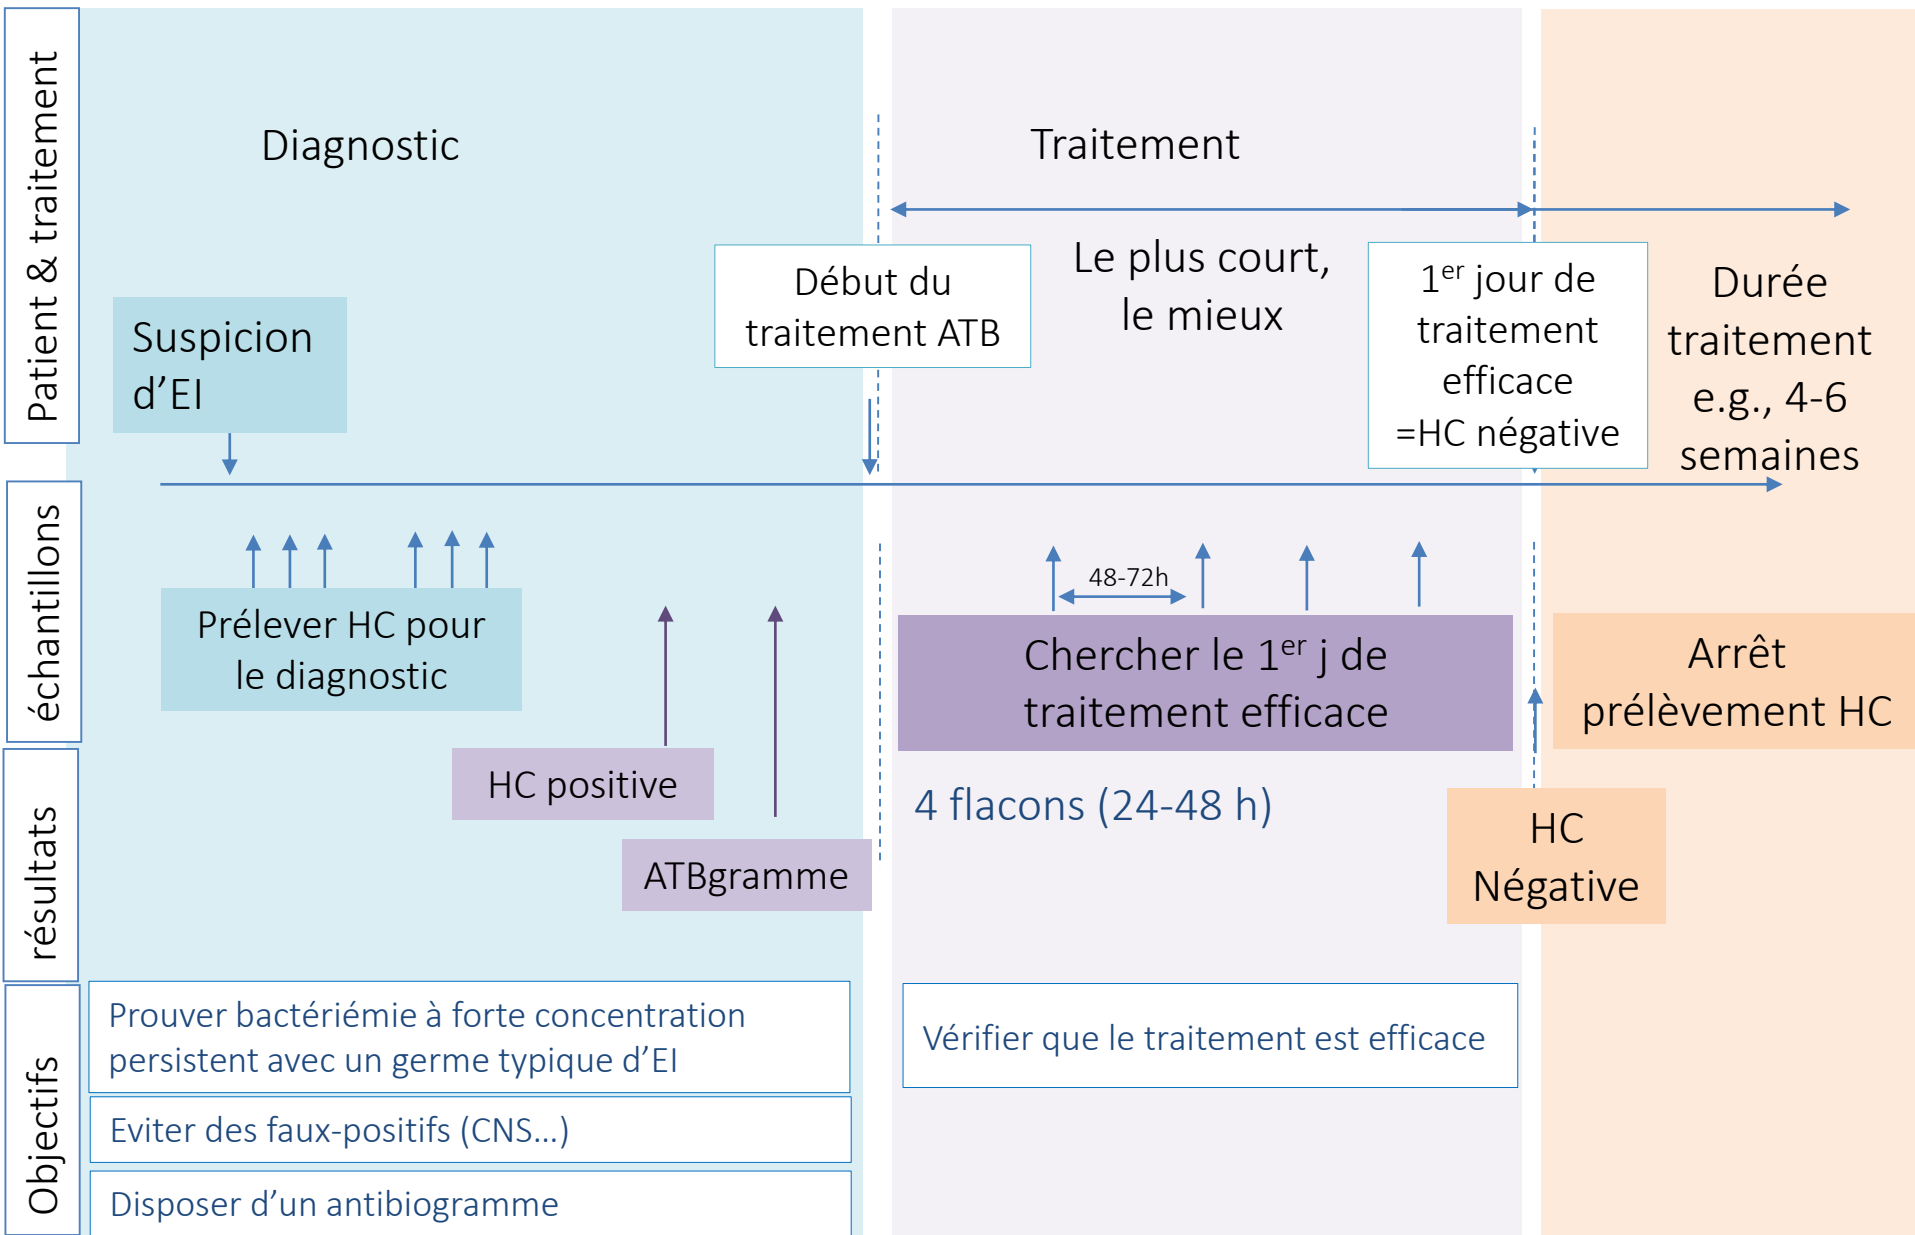 Patient & traitement
Diagnostic
Traitement
Suspicion
d’EI
Début du
traitement ATB
Le plus court,
le mieux
1er jour de
traitement
efficace
=HC négative
Durée
traitement
e.g., 4-6
semaines
échantillons
Prélever HC pour
le diagnostic
48-72h
Chercher le 1er j de
traitement efficace
Arrêt
prélèvement HC
résultats
HC positive
ATBgramme
4 flacons (24-48 h)
HC
Négative
Objectifs
Prouver bactériémie à forte concentration
persistent avec un germe typique d’EI
Eviter des faux-positifs (CNS...)
Disposer d’un antibiogramme
Vérifier que le traitement est efficace